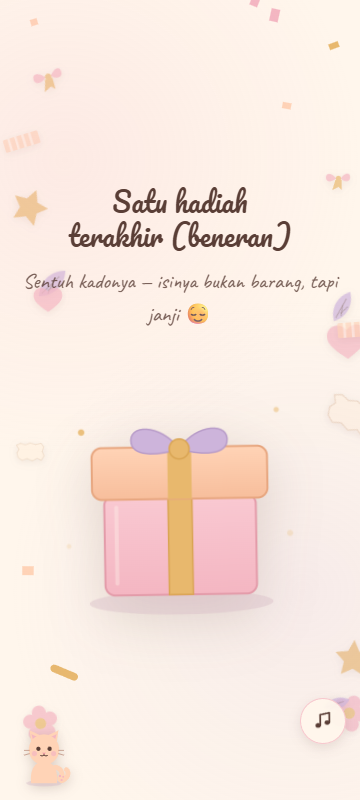 Satu hadiah
terakhir (beneran)
Sentuh kadonya — isinya bukan barang, tapi
janji 😌